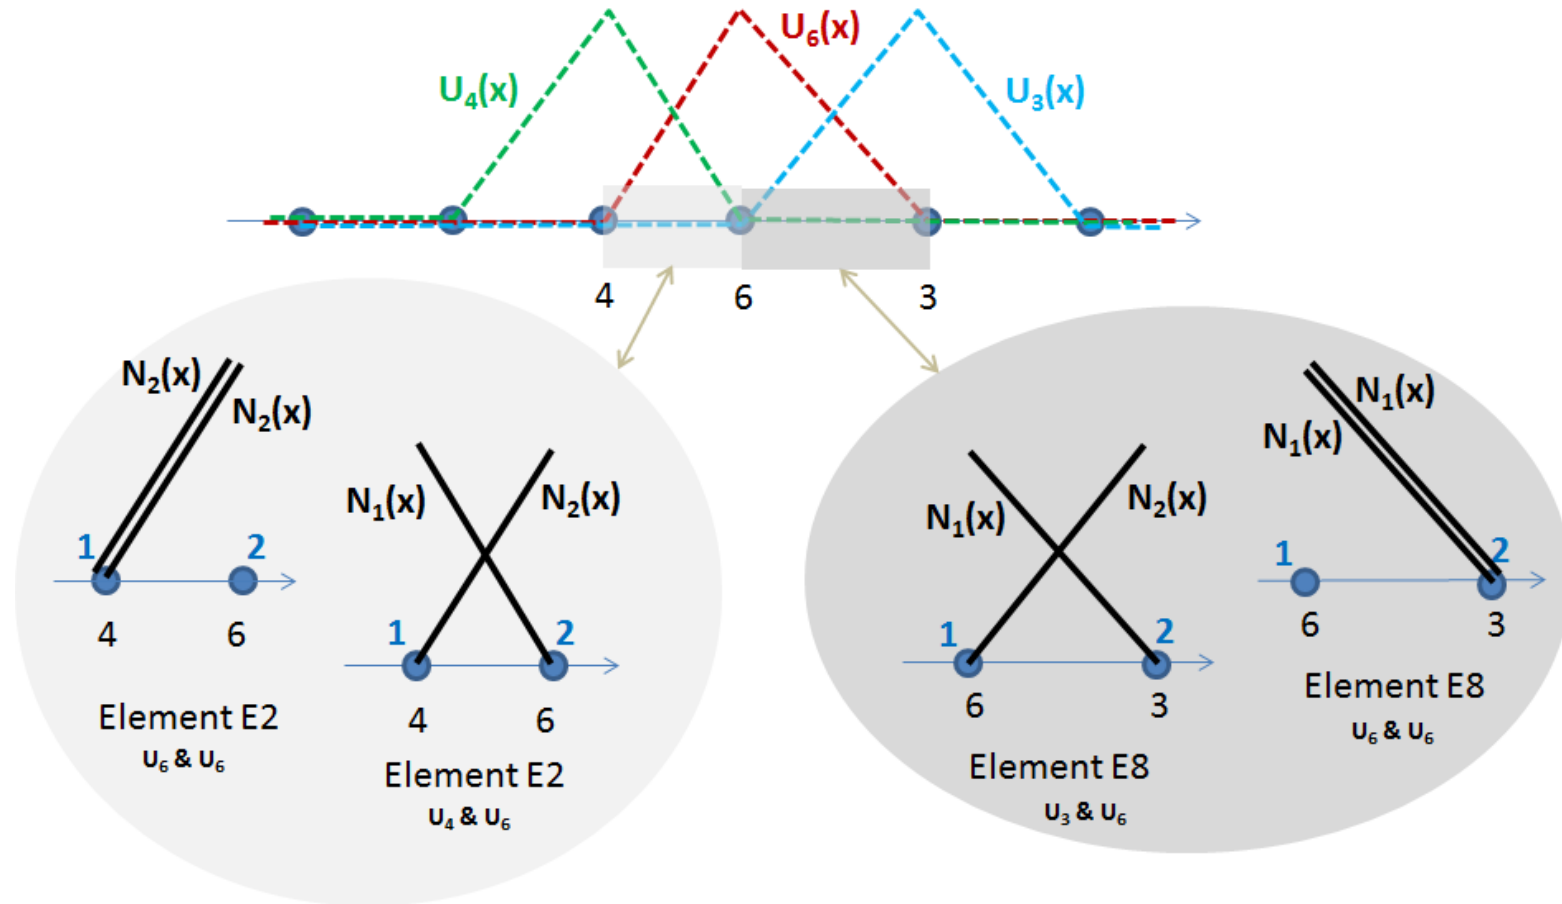 U₄(x)
U₆(x)
U₃(x)
4 6 3
N₂(x)
N₂(x)
1 2
4 6
Element E2
U₆ & U₆
N₁(x) N₂(x)
1 2
4 6
Element E2
U₄ & U₆
N₁(x) N₂(x)
1 2
6 3
Element E8
U₃ & U₆
N₁(x)
N₁(x)
1 2
6 3
Element E8
U₆ & U₆